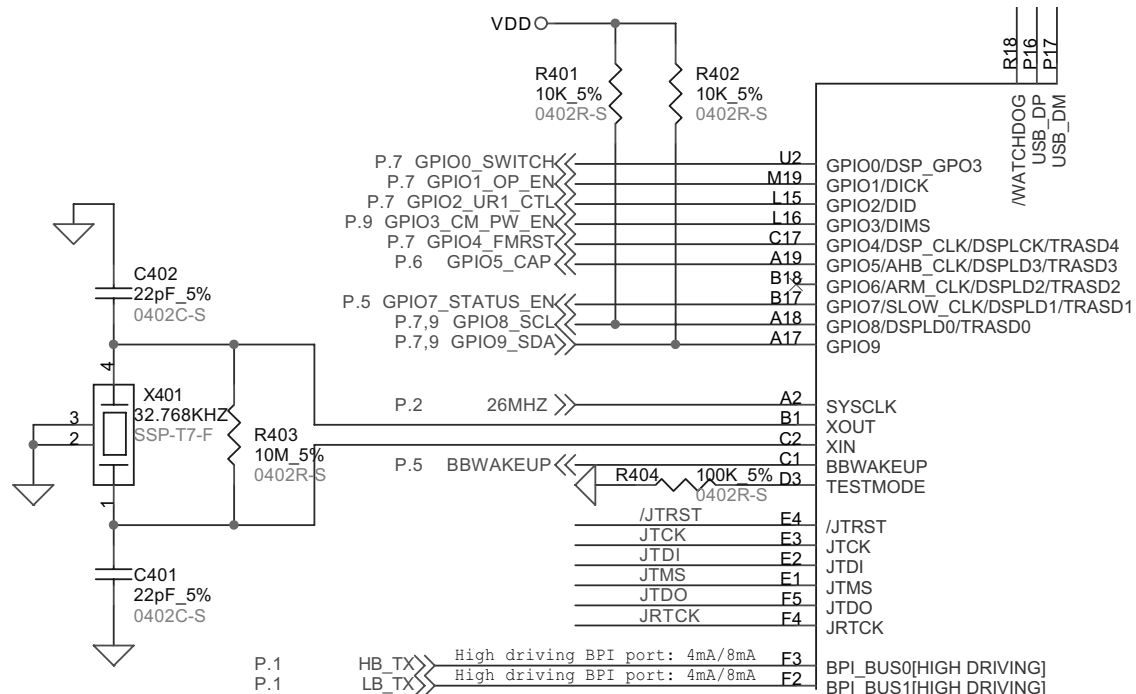 VDD
R18
P16
P17
R401
10K_5%
0402R-S
R402
10K_5%
0402R-S
/WATCHDOG
USB_DP
USB_DM
P.7 GPIO0_SWITCH U2 GPIO0/DSP_GPO3
P.7 GPIO1_OP_EN M19 GPIO1/DICK
P.7 GPIO2_UR1_CTL L15 GPIO2/DID
P.9 GPIO3_CM_PW_EN L16 GPIO3/DIMS
P.7 GPIO4_FMRST C17 GPIO4/DSP_CLK/DSPLCK/TRASD4
P.6 GPIO5_CAP A19 GPIO5/AHB_CLK/DSPLD3/TRASD3
B18 GPIO6/ARM_CLK/DSPLD2/TRASD2
P.5 GPIO7_STATUS_EN B17 GPIO7/SLOW_CLK/DSPLD1/TRASD1
P.7,9 GPIO8_SCL A18 GPIO8/DSPLD0/TRASD0
P.7,9 GPIO9_SDA A17 GPIO9
C402
22pF_5%
0402C-S
4
X401
32.768KHZ
SSP-T7-F
3
2
1
R403
10M_5%
0402R-S
P.2 26MHZ A2 SYSCLK
B1 XOUT
C2 XIN
P.5 BBWAKEUP C1 BBWAKEUP
R404 100K_5% D3 TESTMODE
0402R-S
/JTRST E4 /JTRST
JTCK E3 JTCK
JTDI E2 JTDI
JTMS E1 JTMS
JTDO F5 JTDO
JRTCK F4 JRTCK
C401
22pF_5%
0402C-S
P.1 HB_TX High driving BPI port: 4mA/8mA F3 BPI_BUS0[HIGH DRIVING]
P.1 LB_TX High driving BPI port: 4mA/8mA F2 BPI_BUS1[HIGH DRIVING]